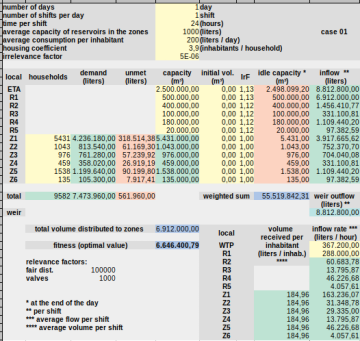 number of days 1 day
number of shifts per day 1 shift
time per shift 24 (hours)
average capacity of reservoirs in the zones 1000 (liters) case 01
average consumption per inhabitant 200 (liters / day)
housing coefficient 3,9 (inhabitants / household)
irrelevance factor 5E-06
local households demand (liters) unmet (liters) capacity (m³) initial vol. (m³) IrF idle capacity * (m³) inflow ** (liters)
ETA 2.500.000,00 0,00 1,13 2.498.099,20 8.812.800,00
R1 500.000,00 0,00 1,12 500.000,00 6.912.000,00
R2 400.000,00 0,00 1,11 400.000,00 1.456.410,77
R3 100.000,00 0,00 1,10 100.000,00 331.100,81
R4 180.000,00 0,00 1,09 180.000,00 1.109.440,20
R5 20.000,00 0,00 1,08 20.000,00 97.382,59
Z1 5431 4.236.180,00 318.514,38 5.431.000,00 0,00 1,00 5.431,00 3.917.665,62
Z2 1043 813.540,00 61.169,30 1.043.000,00 0,00 1,00 1.043,00 752.370,70
Z3 976 761.280,00 57.239,92 976.000,00 0,00 1,00 976,00 704.040,08
Z4 459 358.020,00 26.919,19 459.000,00 0,00 1,00 459,00 331.100,81
Z5 1538 1.199.640,00 90.199,80 1.538.000,00 0,00 1,00 1.538,00 1.109.440,20
Z6 135 105.300,00 7.917,41 135.000,00 0,00 1,00 135,00 97.382,59
total 9582 7.473.960,00 561.960,00 weighted sum 55.519.842,31 weir outflow (liters) **
weir 8.812.800,00
total volume distributed to zones 6.912.000,00
fitness (optimal value) 6.646.400,79
relevance factors:
fair dist. 100000
valves 1000
* at the end of the day
** per shift
*** average flow per shift
**** average volume per shift
local volume received per inhabitant (liters / inhab.) **** inflow rate *** (liters / hour)
WTP 367.200,00
R1 288.000,00
R2 60.683,78
R3 13.795,87
R4 46.226,68
R5 4.057,61
Z1 184,96 163.236,07
Z2 184,96 31.348,78
Z3 184,96 29.335,00
Z4 184,96 13.795,87
Z5 184,96 46.226,68
Z6 184,96 4.057,61